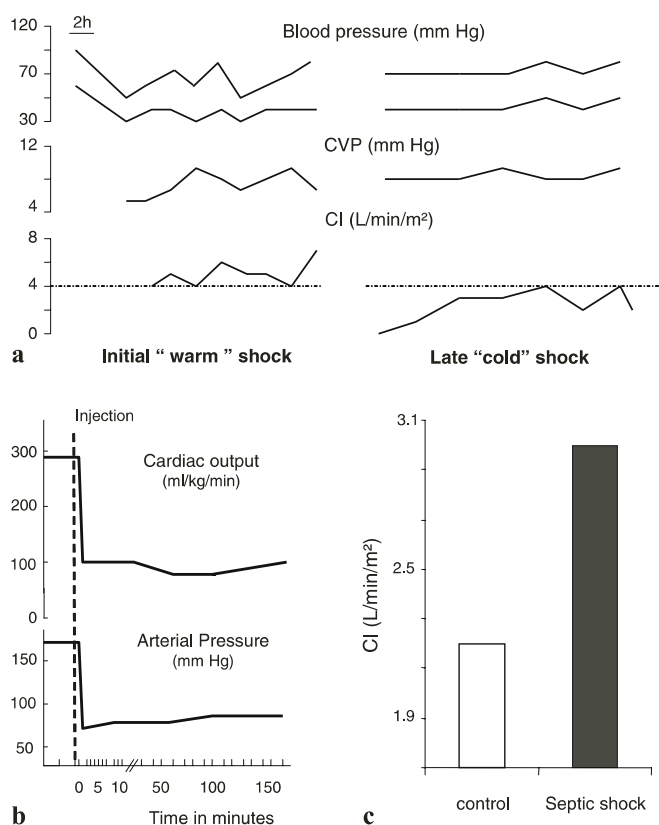 120
2h
Blood pressure (mm Hg)
70
30
12
CVP (mm Hg)
4
CI (L/min/m²)
8
4
0
a
Initial “ warm ” shock
Late “cold” shock
Injection
300
Cardiac output
(ml/kg/min)
200
100
0
Arterial Pressure
(mm Hg)
150
100
50
0 5 10 50 100 150
b
Time in minutes
3.1
2.5
1.9
CI (L/min/m²)
control
Septic shock
c